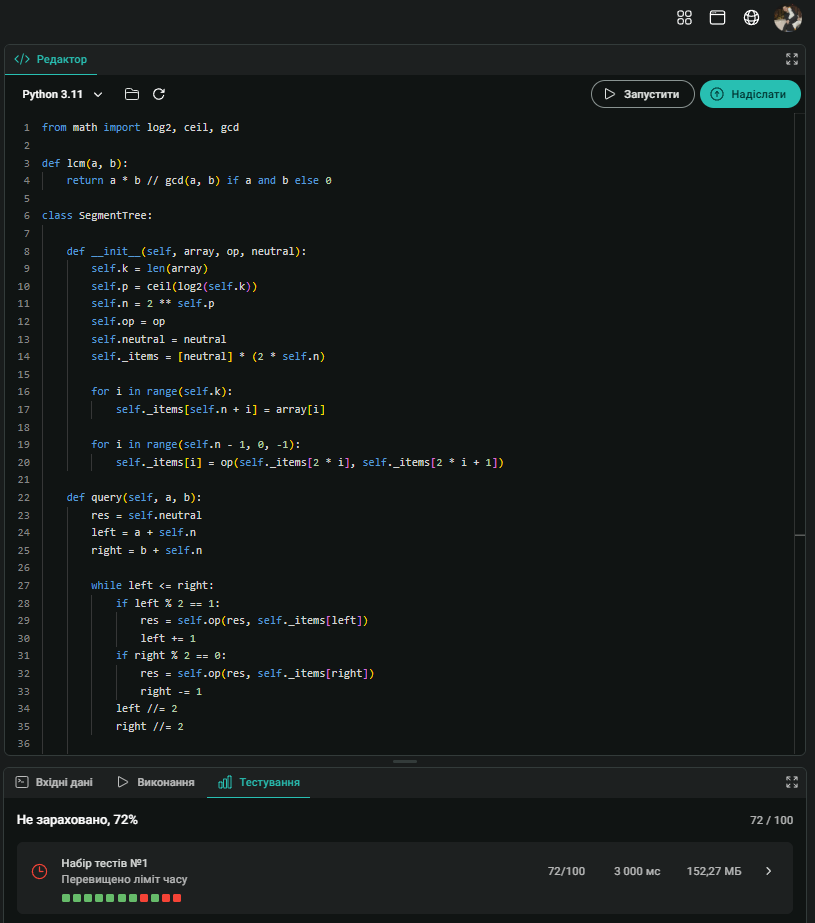 </> Редактор
Python 3.11
Запустити
Надіслати
1 from math import log2, ceil, gcd
2
3 def lcm(a, b):
4     return a * b // gcd(a, b) if a and b else 0
5
6 class SegmentTree:
7
8     def __init__(self, array, op, neutral):
9         self.k = len(array)
10         self.p = ceil(log2(self.k))
11         self.n = 2 ** self.p
12         self.op = op
13         self.neutral = neutral
14         self._items = [neutral] * (2 * self.n)
15
16         for i in range(self.k):
17             self._items[self.n + i] = array[i]
18
19         for i in range(self.n - 1, 0, -1):
20             self._items[i] = op(self._items[2 * i], self._items[2 * i + 1])
21
22     def query(self, a, b):
23         res = self.neutral
24         left = a + self.n
25         right = b + self.n
26
27         while left <= right:
28             if left % 2 == 1:
29                 res = self.op(res, self._items[left])
30                 left += 1
31             if right % 2 == 0:
32                 res = self.op(res, self._items[right])
33                 right -= 1
34             left //= 2
35             right //= 2
36
Вхідні дані
Виконання
Тестування
Не зараховано, 72%
72 / 100
Набір тестів №1
Перевищено ліміт часу
72/100
3 000 мс
152,27 МБ